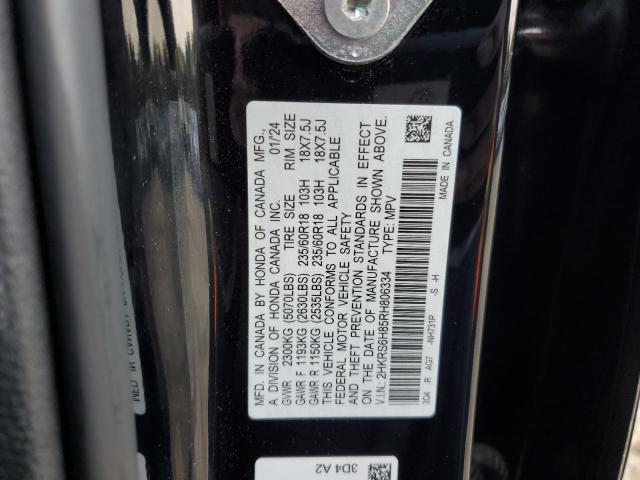 MFD. IN CANADA BY HONDA OF CANADA MFG.,
A DIVISION OF HONDA CANADA INC. 01/24
GVWR 2300KG (5070LBS) TIRE SIZE RIM SIZE
GAWR F 1193KG (2630LBS) 235/60R18 103H 18X7.5J
GAWR R 1150KG (2535LBS) 235/60R18 103H 18X7.5J
THIS VEHICLE CONFORMS TO ALL APPLICABLE
FEDERAL MOTOR VEHICLE SAFETY
AND THEFT PREVENTION STANDARDS IN EFFECT
ON THE DATE OF MANUFACTURE SHOWN ABOVE.
V.I.N.: 2HKRS6H85RH806334 TYPE: MPV
3D4 R AG7 -NH731P -S -H
MADE IN CANADA
3D4 A2